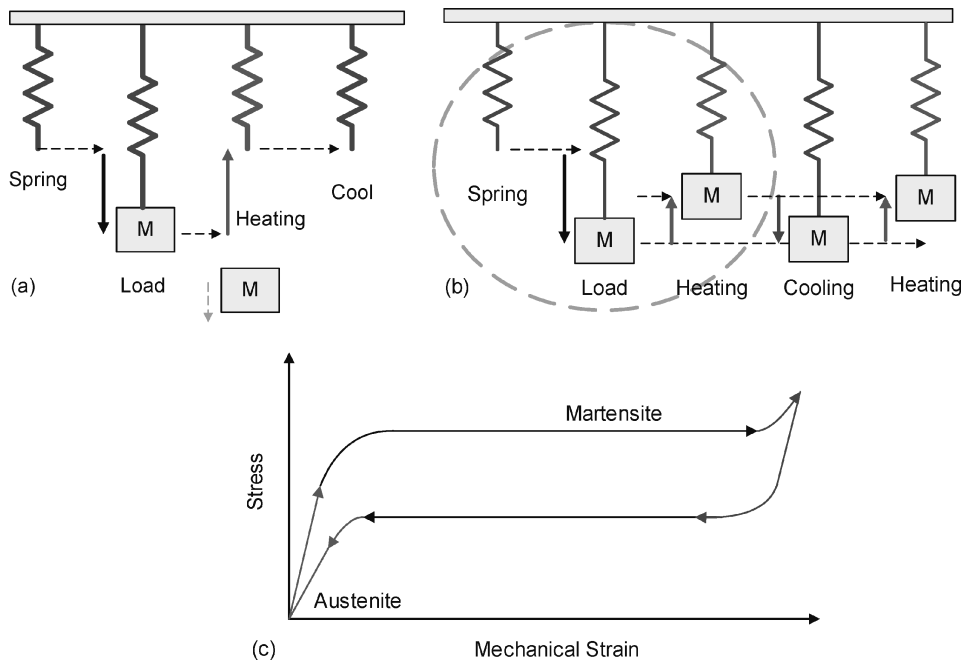 Spring
M
Heating
Cool
(a)
Load
M
Spring
M
M
M
M
(b)
Load
Heating
Cooling
Heating
Stress
Martensite
Austenite
(c)
Mechanical Strain